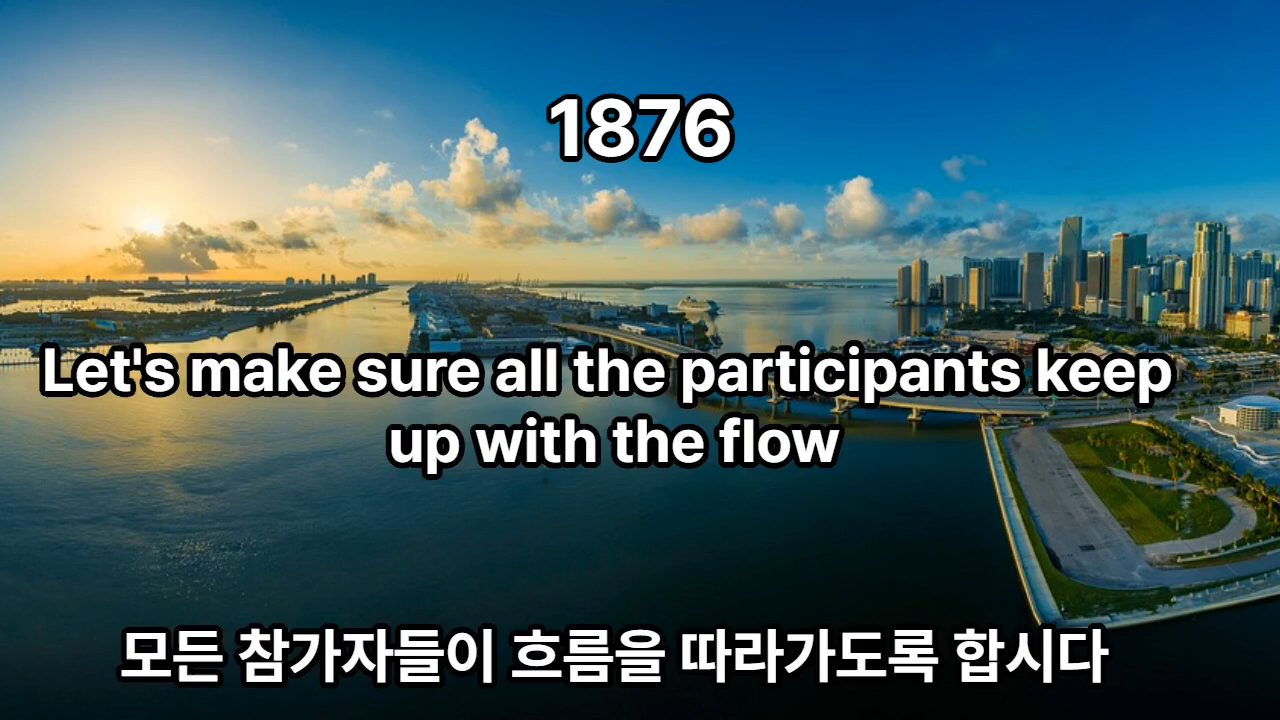 1876
Let's make sure all the participants keep
up with the flow
모든 참가자들이 흐름을 따라가도록 합시다